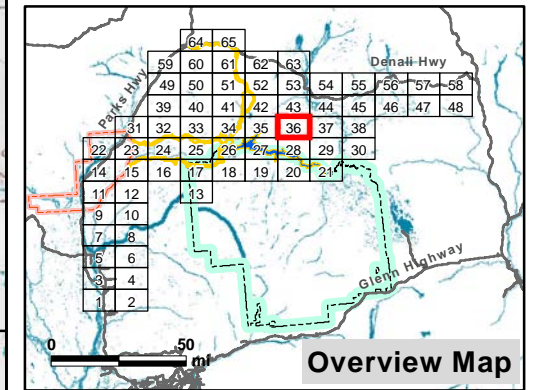 64 65
59 60 61 62 63 Denali Hwy
Parks Hwy
49 50 51 52 53 54 55 56 57 58
39 40 41 42 43 44 45 46 47 48
31 32 33 34 35 36 37 38
22 23 24 25 26 27 28 29 30
14 15 16 17 18 19 20 21
11 12 13
9 10
7 8
5 6
3 4
1 2
Glenn Highway
0 50
mi
Overview Map